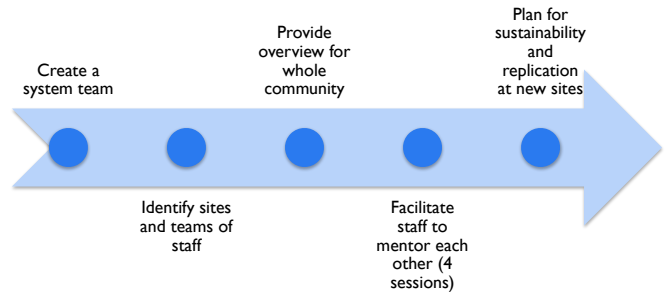 Create a
system team
Identify sites
and teams of
staff
Provide
overview for
whole
community
Facilitate
staff to
mentor each
other (4
sessions)
Plan for
sustainability
and
replication
at new sites